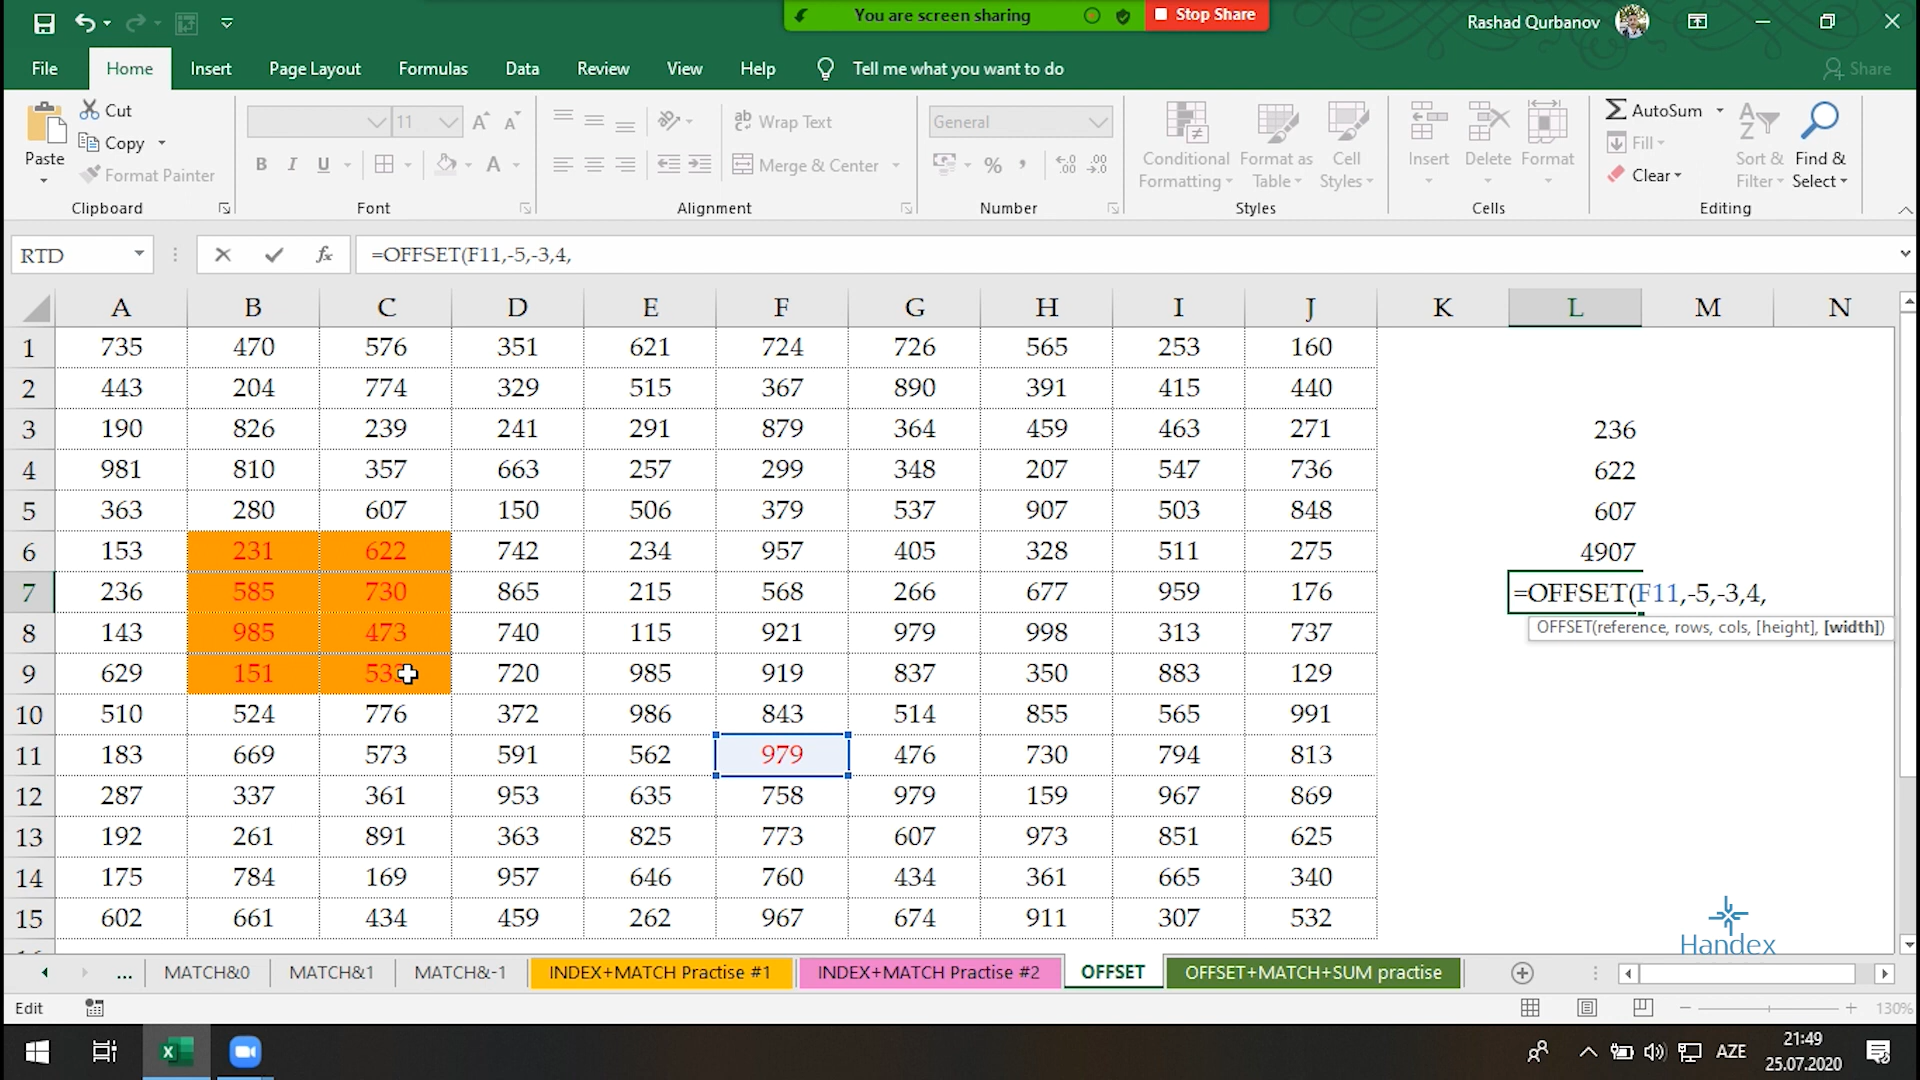 You are screen sharing Stop Share Rashad Qurbanov
File Home Insert Page Layout Formulas Data Review View Help Tell me what you want to do Share
Paste Cut Copy Format Painter
Clipboard
11 B I U A
Font
Wrap Text Merge & Center
Alignment
General % ,
Number
Conditional Formatting Format as Table Cell Styles
Styles
Insert Delete Format
Cells
AutoSum Fill Clear Sort & Filter Find & Select
Editing
RTD fx =OFFSET(F11,-5,-3,4,
A B C D E F G H I J K L M N
1 735 470 576 351 621 724 726 565 253 160
2 443 204 774 329 515 367 890 391 415 440
3 190 826 239 241 291 879 364 459 463 271 236
4 981 810 357 663 257 299 348 207 547 736 622
5 363 280 607 150 506 379 537 907 503 848 607
6 153 231 622 742 234 957 405 328 511 275 4907
7 236 585 730 865 215 568 266 677 959 176 =OFFSET(F11,-5,-3,4,
OFFSET(reference, rows, cols, [height], [width])
8 143 985 473 740 115 921 979 998 313 737
9 629 151 720 985 919 837 350 883 129
10 510 524 776 372 986 843 514 855 565 991
11 183 669 573 591 562 979 476 730 794 813
12 287 337 361 953 635 758 979 159 967 869
13 192 261 891 363 825 773 607 973 851 625
14 175 784 169 957 646 760 434 361 665 340
15 602 661 434 459 262 967 674 911 307 532
Handex
... MATCH&0 MATCH&1 MATCH&-1 INDEX+MATCH Practise #1 INDEX+MATCH Practise #2 OFFSET OFFSET+MATCH+SUM practise
Edit 130%
AZE 21:49
25.07.2020